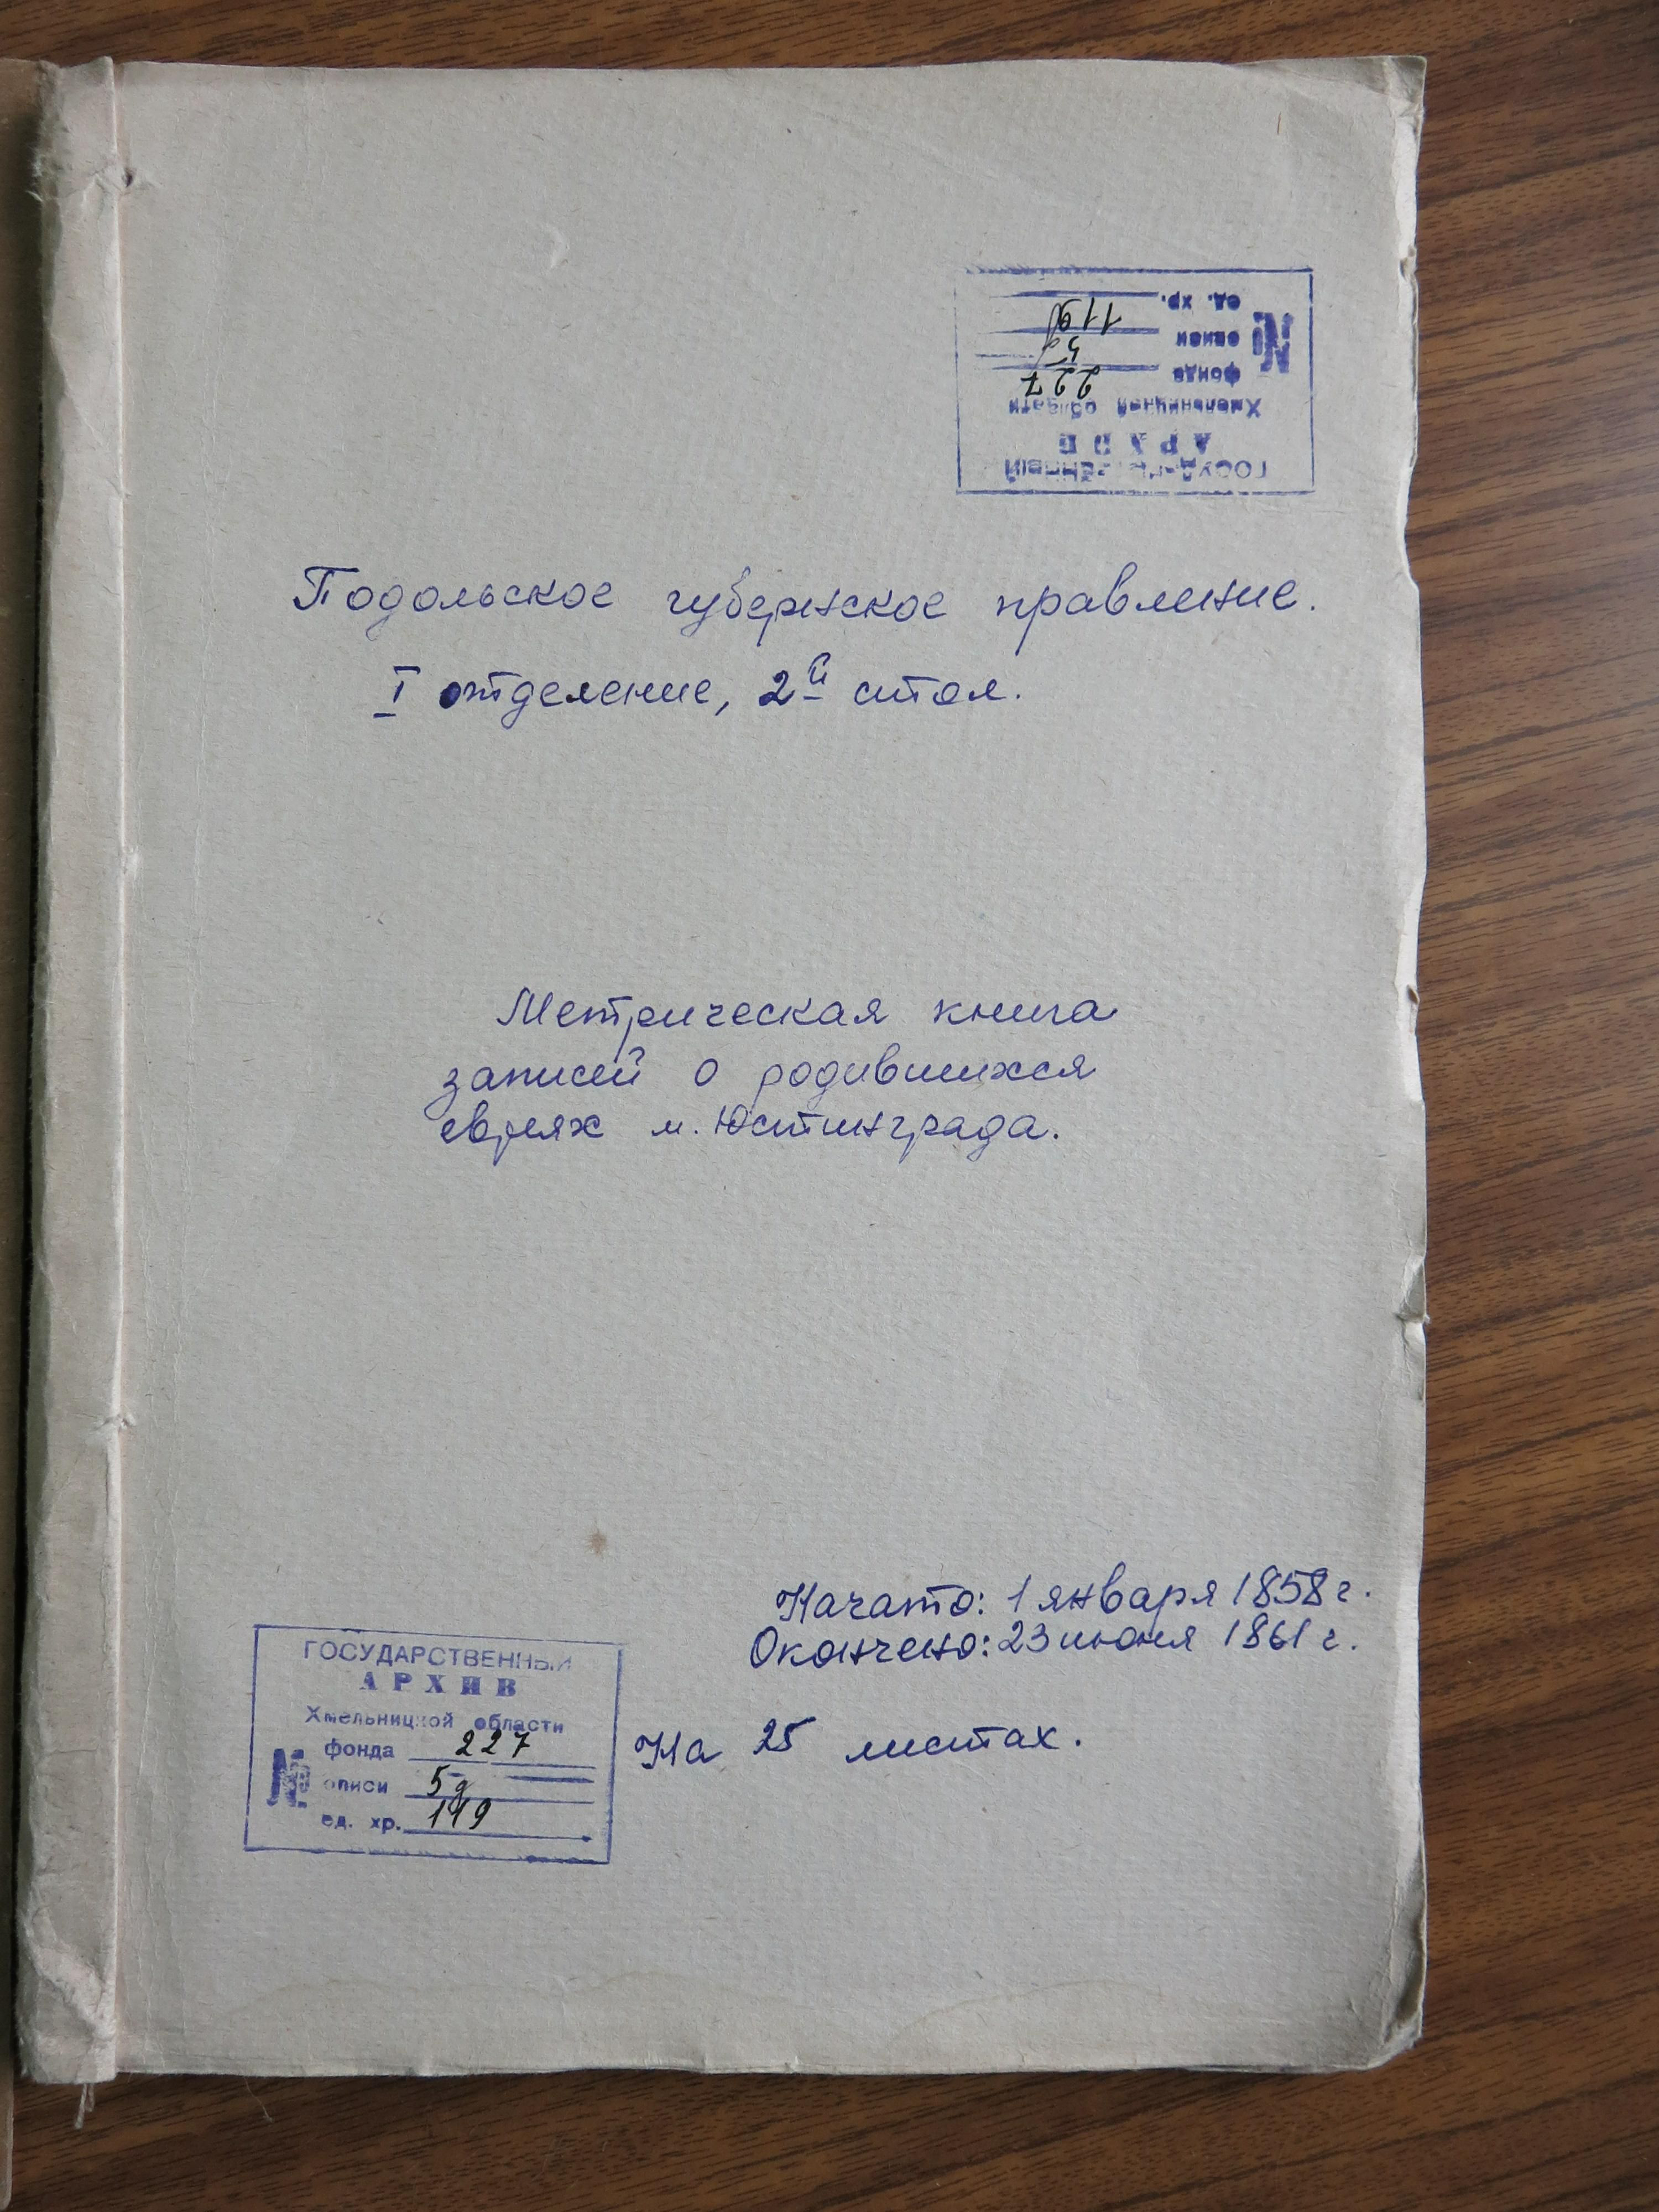 ГОСУДАРСТВЕННЫЙ
АРХИВ
Хмельницкой области
№
фонда 227
описи 5д
ед. хр. 119
Подольское губернское правление.
I отделение, 2й стол.
Метрическая книга
записей о родившихся
евреях м. Юстинграда.
Начато: 1 января 1858 г.
Окончено: 23 июня 1861 г.
На 25 листах.
ГОСУДАРСТВЕННЫЙ
АРХИВ
Хмельницкой области
№
фонда 227
описи 5д
ед. хр. 119